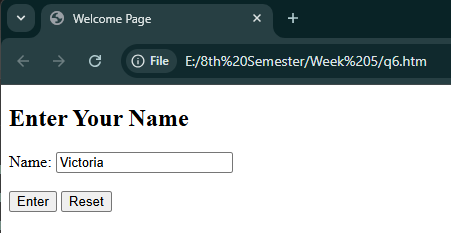 Welcome Page
File E:/8th%20Semester/Week%205/q6.htm
Enter Your Name
Name: Victoria
Enter Reset